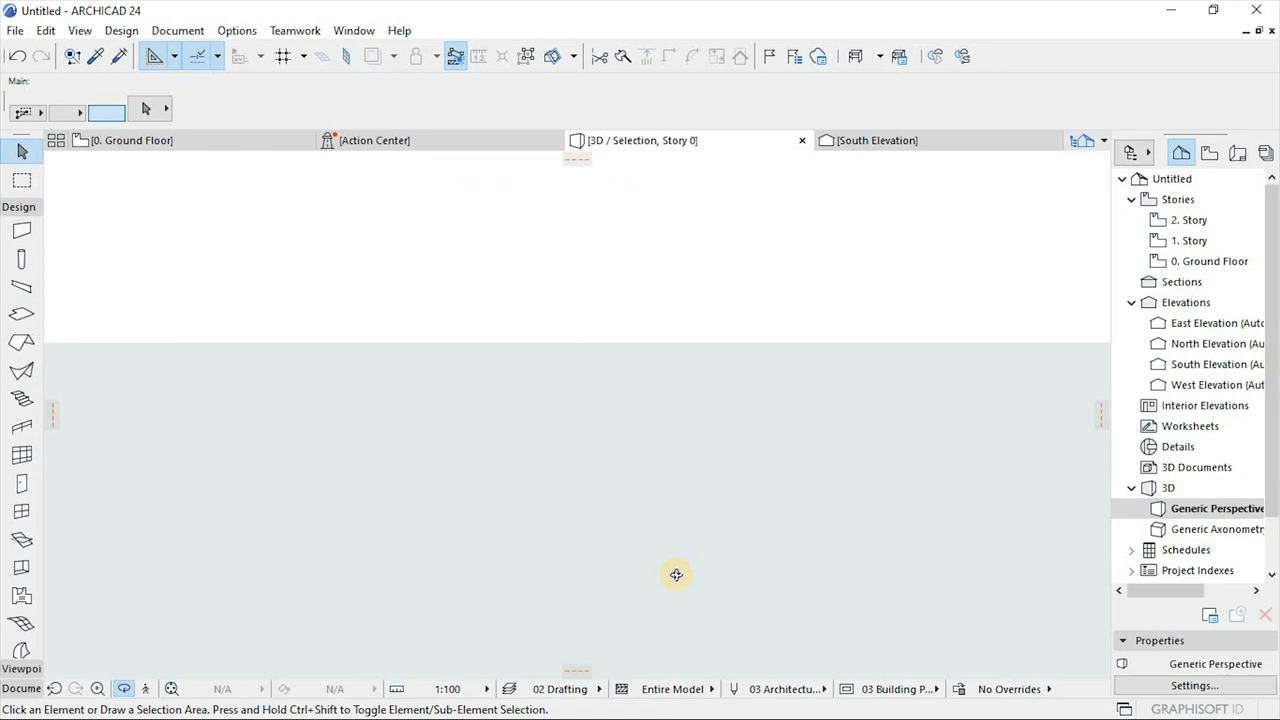 Untitled - ARCHICAD 24
File Edit View Design Document Options Teamwork Window Help
Main:
[0. Ground Floor]
[Action Center]
[3D / Selection, Story 0]
[South Elevation]
Design
Viewpoi
Docume
Untitled
Stories
2. Story
1. Story
0. Ground Floor
Sections
Elevations
East Elevation (Auto
North Elevation (Au
South Elevation (Au
West Elevation (Aut
Interior Elevations
Worksheets
Details
3D Documents
3D
Generic Perspective
Generic Axonometr
Schedules
Project Indexes
Properties
Generic Perspective
Settings...
N/A
N/A
1:100
02 Drafting
Entire Model
03 Architectu...
03 Building P...
No Overrides
Click an Element or Draw a Selection Area. Press and Hold Ctrl+Shift to Toggle Element/Sub-Element Selection.
GRAPHISOFT ID